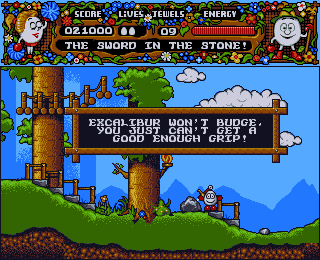 SCORE LIVES JEWELS ENERGY
021000 09
THE SWORD IN THE STONE!
EXCALIBUR WON'T BUDGE,
YOU JUST CAN'T GET A
GOOD ENOUGH GRIP!